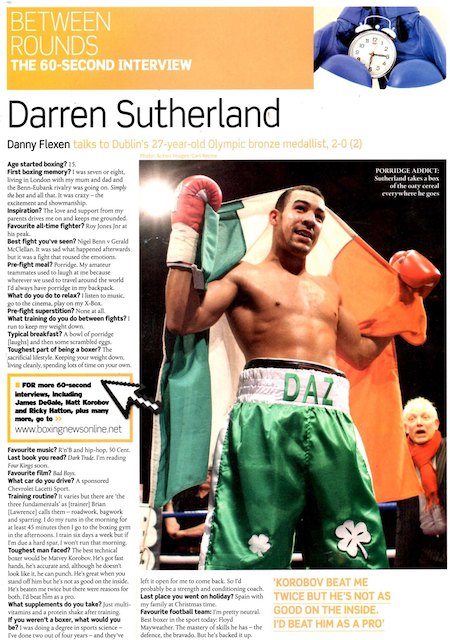 BETWEEN
ROUNDS
THE 60-SECOND INTERVIEW
Darren Sutherland
Danny Flexen talks to Dublin's 27-year-old Olympic bronze medallist, 2-0 (2)
Age started boxing? 15.
First boxing memory? I was seven or eight,
living in London with my mum and dad and
the Benn-Eubank rivalry was going on. Simply
the best and all that. It was crazy – the
excitement and showmanship.
Inspiration? The love and support from my
parents drives me on and keeps me grounded.
Favourite all-time fighter? Roy Jones Jnr at
his peak.
Best fight you've seen? Nigel Benn v Gerald
McClellan. It was sad what happened afterwards
but it was a fight that roused the emotions.
Pre-fight meal? Porridge. My amateur
teammates used to laugh at me because
wherever we used to travel around the world
I'd always have porridge in my backpack.
What do you do to relax? I listen to music,
go to the cinema, play on my X-Box.
Pre-fight superstition? None at all.
What training do you do between fights? I
run to keep my weight down.
Typical breakfast? A bowl of porridge
[laughs] and then some scrambled eggs.
Toughest part of being a boxer? The
sacrificial lifestyle. Keeping your weight down,
living cleanly, spending lots of time on your own.
FOR more 60-second
interviews, including
James DeGale, Matt Korobov
and Ricky Hatton, plus many
more, go to >>
www.boxingnewsonline.net
Favourite music? R'n'B and hip-hop, 50 Cent.
Last book you read? Dark Trade. I'm reading
Four Kings soon.
Favourite film? Bad Boys.
What car do you drive? A sponsored
Chevrolet Lacetti Sport.
Training routine? It varies but there are 'the
three fundamentals' as [trainer] Brian
[Lawrence] calls them – roadwork, bagwork
and sparring. I do my runs in the morning for
at least 45 minutes then I go to the boxing gym
in the afternoons. I train six days a week but if
I'm due a hard spar, I won't run that morning.
Toughest man faced? The best technical
boxer would be Matvey Korobov. He's got fast
hands, he's accurate and, although he doesn't
look like it, he can punch. He's great when you
stand off him but he's not as good on the inside.
He's beaten me twice but there were reasons for
both. I'd beat him as a pro.
What supplements do you take? Just multi-
vitamins and a protein shake after training.
If you weren't a boxer, what would you
be? I was doing a degree in sports science –
I've done two out of four years – and they've
left it open for me to come back. So I'd
probably be a strength and conditioning coach.
Last place you went on holiday? Spain with
my family at Christmas time.
Favourite football team? I'm pretty neutral.
Best boxer in the sport today: Floyd
Mayweather. The mastery of skills he has – the
defence, the bravado. But he's backed it up.
PORRIDGE ADDICT:
Sutherland takes a box
of the oaty cereal
everywhere he goes
DAZ
'KOROBOV BEAT ME
TWICE BUT HE'S NOT AS
GOOD ON THE INSIDE.
I'D BEAT HIM AS A PRO'